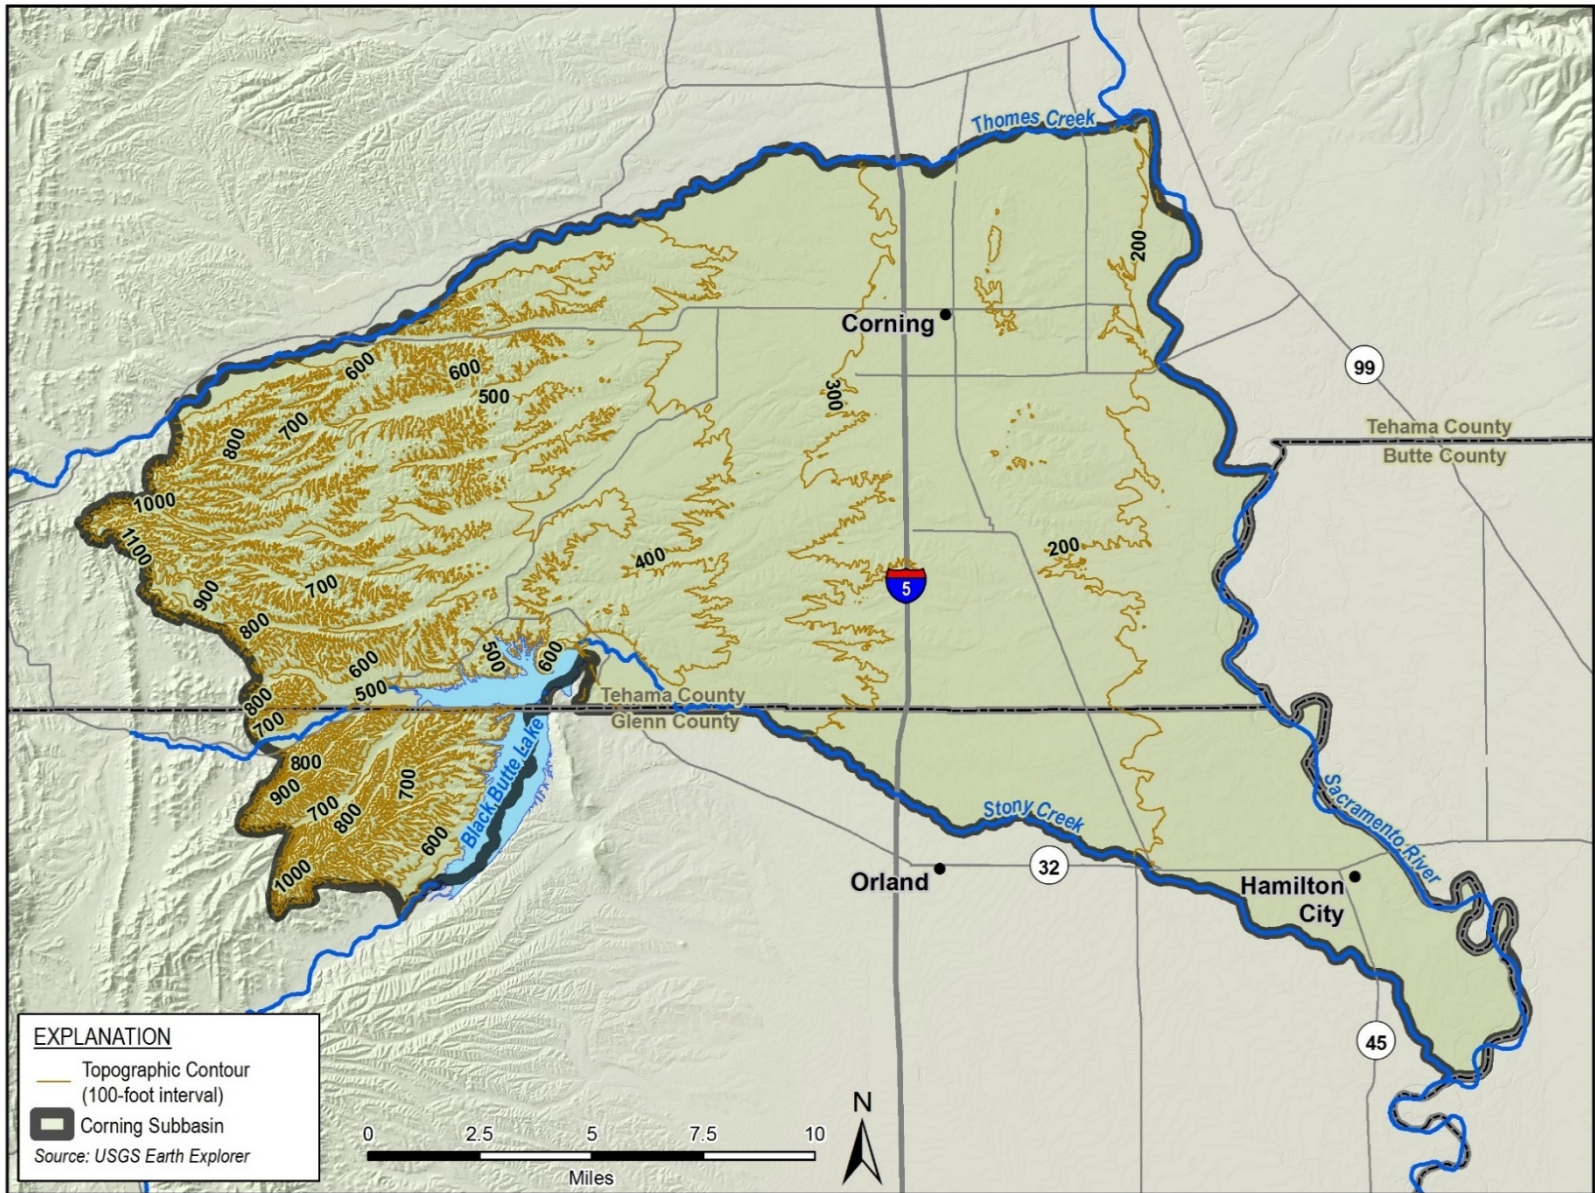 Thomes Creek
200
Corning
99
600
600
500
300
800
700
Tehama County
Butte County
1000
1100
400
200
700
900
5
800
600
500
600
500
800
700
Tehama County
Glenn County
800
900
700
800
700
Black Butte Lake
600
1000
Stony Creek
Sacramento River
Orland
32
Hamilton
City
45
EXPLANATION
Topographic Contour
(100-foot interval)
Corning Subbasin
Source: USGS Earth Explorer
0 2.5 5 7.5 10
Miles
N